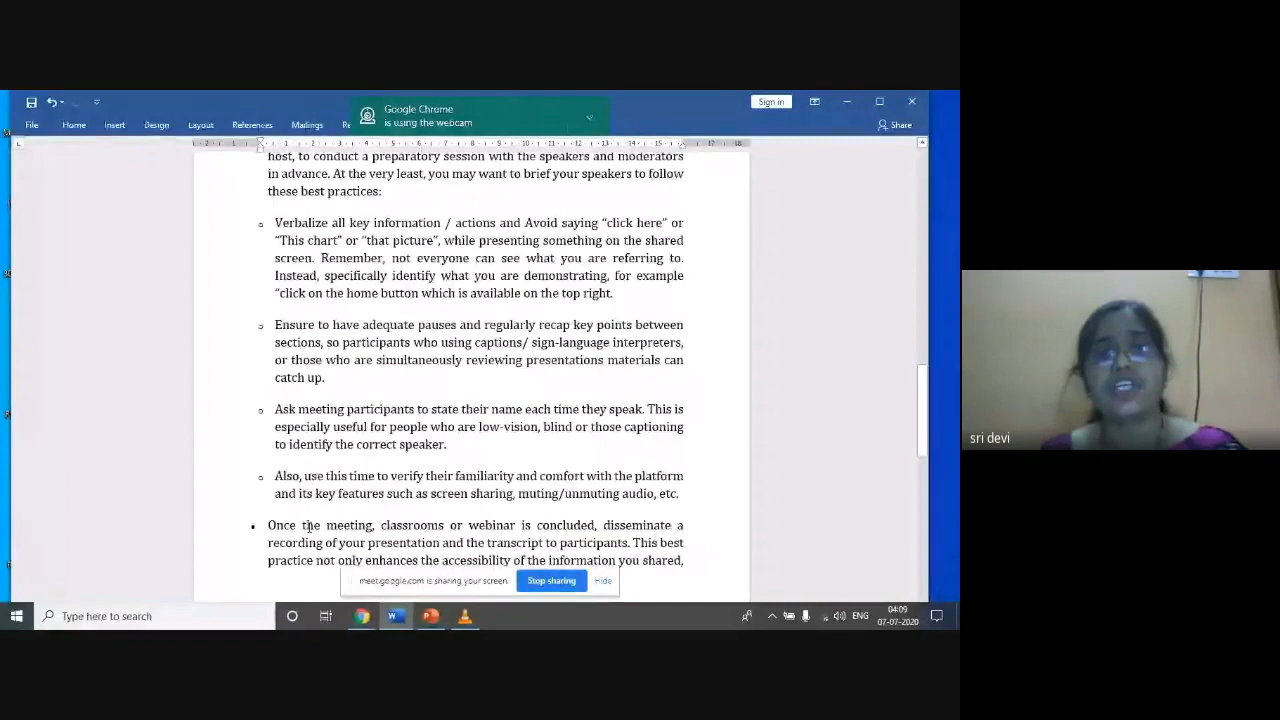 Google Chrome
is using the webcam
Sign in
File Home Insert Design Layout References Mailings Re
Share
host, to conduct a preparatory session with the speakers and moderators
in advance. At the very least, you may want to brief your speakers to follow
these best practices:
Verbalize all key information / actions and Avoid saying “click here” or
“This chart” or “that picture”, while presenting something on the shared
screen. Remember, not everyone can see what you are referring to.
Instead, specifically identify what you are demonstrating, for example
“click on the home button which is available on the top right.
Ensure to have adequate pauses and regularly recap key points between
sections, so participants who using captions/ sign-language interpreters,
or those who are simultaneously reviewing presentations materials can
catch up.
Ask meeting participants to state their name each time they speak. This is
especially useful for people who are low-vision, blind or those captioning
to identify the correct speaker.
Also, use this time to verify their familiarity and comfort with the platform
and its key features such as screen sharing, muting/unmuting audio, etc.
Once the meeting, classrooms or webinar is concluded, disseminate a
recording of your presentation and the transcript to participants. This best
practice not only enhances the accessibility of the information you shared,
meet.google.com is sharing your screen.
Stop sharing
Hide
Type here to search
ENG
04:09
07-07-2020
sri devi